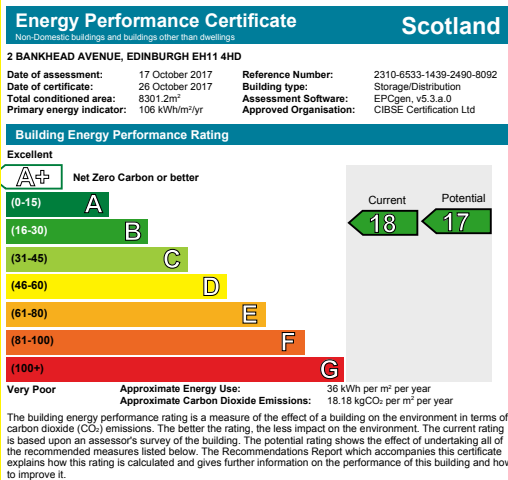 Energy Performance Certificate
Scotland
Non-Domestic buildings and buildings other than dwellings
2 BANKHEAD AVENUE, EDINBURGH EH11 4HD
Date of assessment: 17 October 2017 Reference Number: 2310-6533-1439-2490-8092
Date of certificate: 26 October 2017 Building type: Storage/Distribution
Total conditioned area: 8301.2m² Assessment Software: EPCgen, v5.3.a.0
Primary energy indicator: 106 kWh/m²/yr Approved Organisation: CIBSE Certification Ltd
Building Energy Performance Rating
Excellent
A+ Net Zero Carbon or better
Current Potential
(0-15) A
18 17
(16-30) B
(31-45) C
(46-60) D
(61-80) E
(81-100) F
(100+) G
Very Poor Approximate Energy Use: 36 kWh per m² per year
Approximate Carbon Dioxide Emissions: 18.18 kgCO₂ per m² per year
The building energy performance rating is a measure of the effect of a building on the environment in terms of
carbon dioxide (CO₂) emissions. The better the rating, the less impact on the environment. The current rating
is based upon an assessor's survey of the building. The potential rating shows the effect of undertaking all of
the recommended measures listed below. The Recommendations Report which accompanies this certificate
explains how this rating is calculated and gives further information on the performance of this building and how
to improve it.